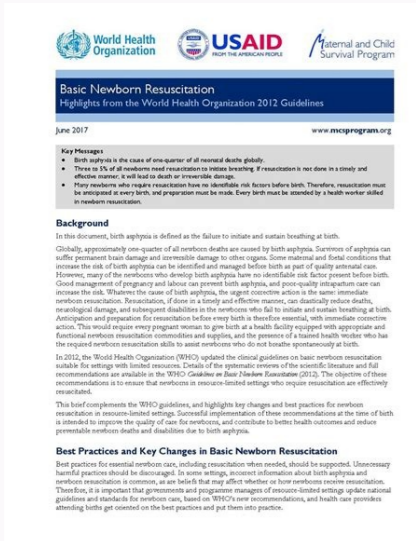 World Health
Organization
USAID
FROM THE AMERICAN PEOPLE
Maternal and Child
Survival Program
Basic Newborn Resuscitation
Highlights from the World Health Organization 2012 Guidelines
June 2017
www.mcsprogram.org
Key Messages
• Birth asphyxia is the cause of one-quarter of all neonatal deaths globally.
• Three to 5% of all newborns need resuscitation to initiate breathing. If resuscitation is not done in a timely and
effective manner, it will lead to death or irreversible damage.
• Many newborns who require resuscitation have no identifiable risk factors before birth. Therefore, resuscitation must
be anticipated at every birth, and preparation must be made. Every birth must be attended by a health worker skilled
in newborn resuscitation.
Background
In this document, birth asphyxia is defined as the failure to initiate and sustain breathing at birth.
Globally, approximately one-quarter of all newborn deaths are caused by birth asphyxia. Survivors of asphyxia can
suffer permanent brain damage and irreversible damage to other organs. Some maternal and foetal conditions that
increase the risk of birth asphyxia can be identified and managed before birth as part of quality antenatal care.
However, many of the newborns who develop birth asphyxia have no identifiable risk factor present before birth.
Good management of pregnancy and labour can prevent birth asphyxia, and poor-quality intrapartum care can
increase the risk. Whatever the cause of birth asphyxia, the urgent corrective action is the same: immediate
newborn resuscitation. Resuscitation, if done in a timely and effective manner, can drastically reduce deaths,
neurological damage, and subsequent disabilities in the newborns who fail to initiate and sustain breathing at birth.
Anticipation and preparation for resuscitation before every birth is therefore essential, with immediate corrective
action. This would require every pregnant woman to give birth at a health facility equipped with appropriate and
functional newborn resuscitation commodities and supplies, and the presence of a trained health worker who has
the required newborn resuscitation skills to assist newborns who do not breathe spontaneously at birth.
In 2012, the World Health Organization (WHO) updated the clinical guidelines on basic newborn resuscitation
suitable for settings with limited resources. Details of the systematic reviews of the scientific literature and full
recommendations are available in the WHO Guidelines on Basic Newborn Resuscitation (2012). The objective of these
recommendations is to ensure that newborns in resource-limited settings who require resuscitation are effectively
resuscitated.
This brief complements the WHO guidelines, and highlights key changes and best practices for newborn
resuscitation in resource-limited settings. Successful implementation of these recommendations at the time of birth
is intended to improve the quality of care for newborns, and contribute to better health outcomes and reduce
preventable newborn deaths and disabilities due to birth asphyxia.
Best Practices and Key Changes in Basic Newborn Resuscitation
Best practices for essential newborn care, including resuscitation when needed, should be supported. Unnecessary
harmful practices should be discouraged. In some settings, incorrect information about birth asphyxia and
newborn resuscitation is common, as are beliefs that may affect whether or how newborns receive resuscitation.
Therefore, it is important that governments and programme managers of resource-limited settings update national
guidelines and standards for newborn care, based on WHO's new recommendations, and health care providers
attending births get oriented on the best practices and put them into practice.